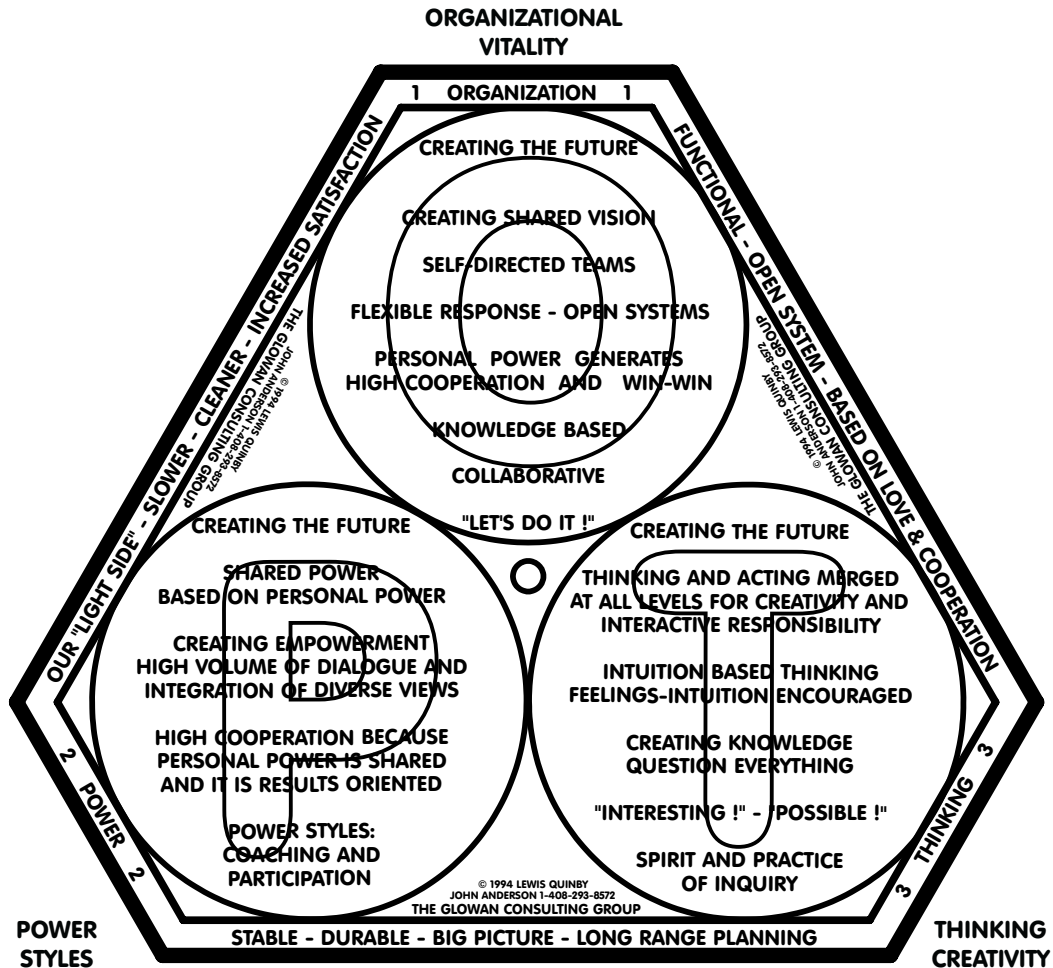 ORGANIZATIONAL
VITALITY
1 ORGANIZATION 1
OUR "LIGHT SIDE" - SLOWER - CLEANER - INCREASED SATISFACTION
FUNCTIONAL - OPEN SYSTEM - BASED ON LOVE & COOPERATION
O
CREATING THE FUTURE
CREATING SHARED VISION
SELF-DIRECTED TEAMS
FLEXIBLE RESPONSE - OPEN SYSTEMS
PERSONAL POWER GENERATES
HIGH COOPERATION AND WIN-WIN
KNOWLEDGE BASED
COLLABORATIVE
"LET'S DO IT !"
© 1994 LEWIS QUINBY
JOHN ANDERSON 1-408-293-8572
THE GLOWAN CONSULTING GROUP
© 1994 LEWIS QUINBY
JOHN ANDERSON 1-408-293-8572
THE GLOWAN CONSULTING GROUP
P
CREATING THE FUTURE
SHARED POWER
BASED ON PERSONAL POWER
CREATING EMPOWERMENT
HIGH VOLUME OF DIALOGUE AND
INTEGRATION OF DIVERSE VIEWS
HIGH COOPERATION BECAUSE
PERSONAL POWER IS SHARED
AND IT IS RESULTS ORIENTED
POWER STYLES:
COACHING AND
PARTICIPATION
T
CREATING THE FUTURE
THINKING AND ACTING MERGED
AT ALL LEVELS FOR CREATIVITY AND
INTERACTIVE RESPONSIBILITY
INTUITION BASED THINKING
FEELINGS-INTUITION ENCOURAGED
CREATING KNOWLEDGE
QUESTION EVERYTHING
"INTERESTING !" - "POSSIBLE !"
SPIRIT AND PRACTICE
OF INQUIRY
2 POWER 2
3 THINKING 3
© 1994 LEWIS QUINBY
JOHN ANDERSON 1-408-293-8572
THE GLOWAN CONSULTING GROUP
STABLE - DURABLE - BIG PICTURE - LONG RANGE PLANNING
POWER
STYLES
THINKING
CREATIVITY